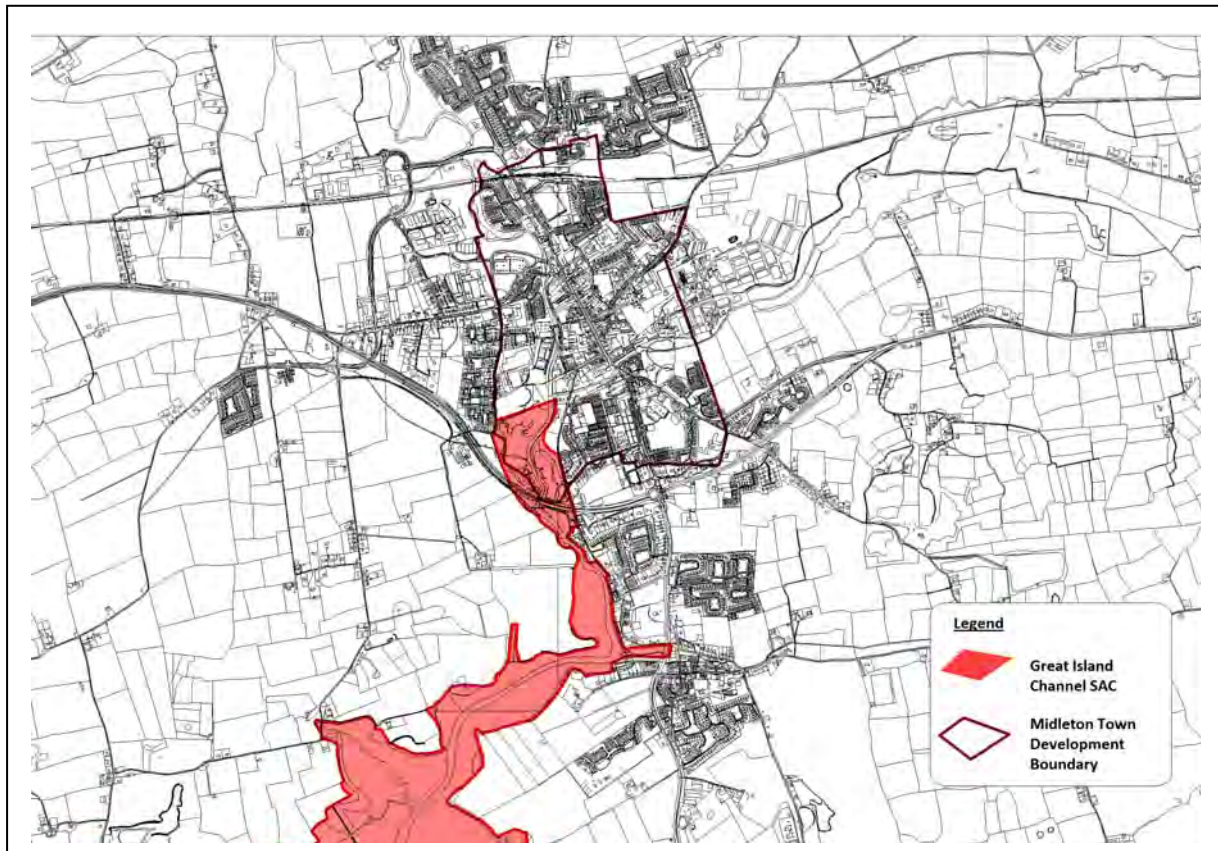 Legend
Great Island
Channel SAC
Midleton Town
Development
Boundary